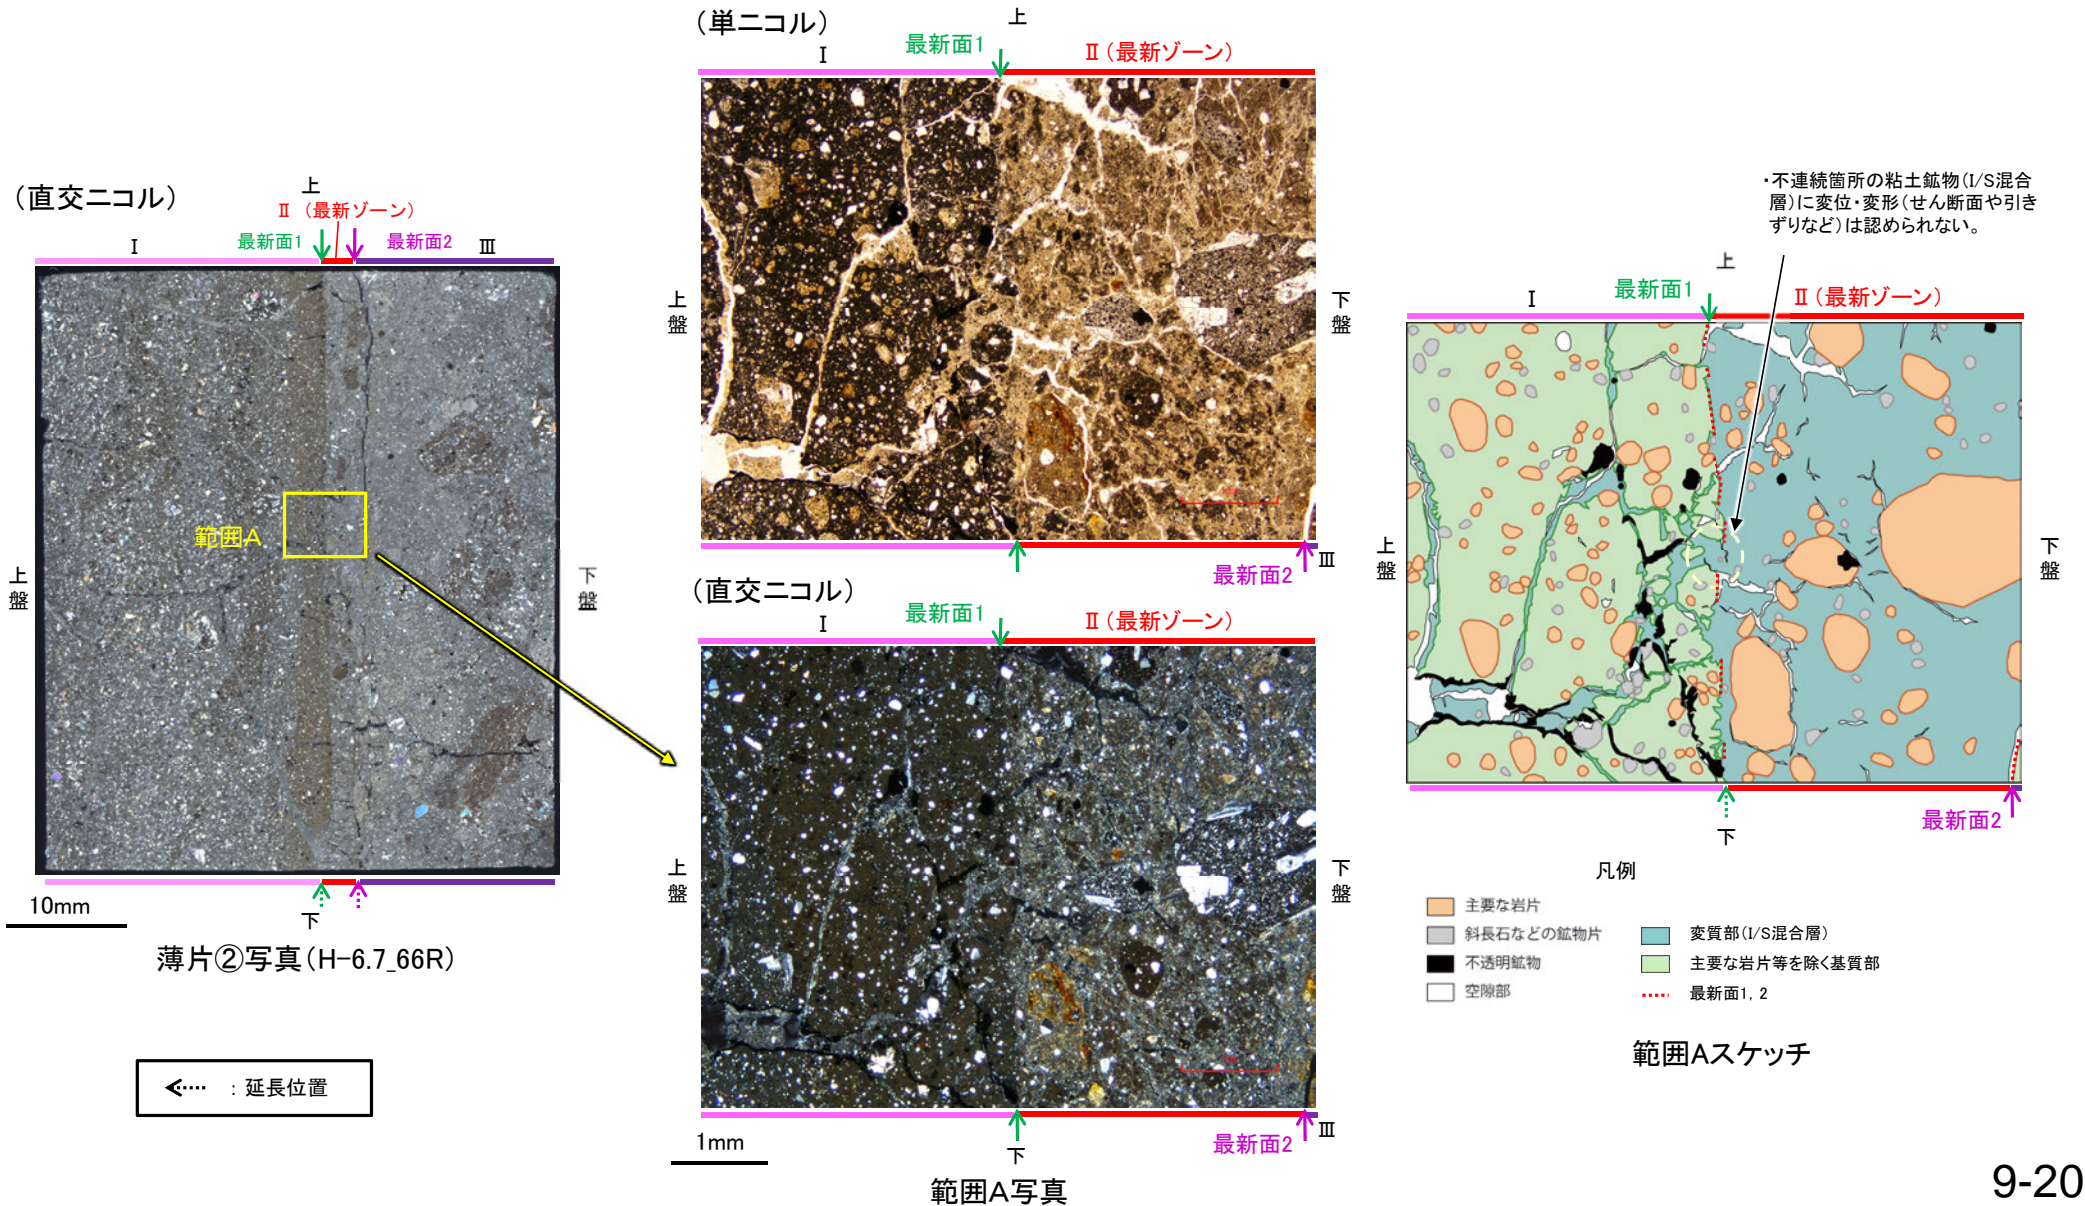 (直交ニコル)
上
Ⅱ (最新ゾーン)
最新面1
最新面2
Ⅰ
Ⅲ
上
盤
下
盤
範囲A
10mm
下
薄片②写真(H-6.7_66R)
: 延長位置
(単ニコル)
上
Ⅰ
最新面1
Ⅱ(最新ゾーン)
上
盤
下
盤
最新面2
Ⅲ
(直交ニコル)
Ⅰ
最新面1
Ⅱ(最新ゾーン)
上
盤
下
盤
最新面2
Ⅲ
1mm
下
範囲A写真
・不連続箇所の粘土鉱物(I/S混合
層)に変位・変形(せん断面や引き
ずりなど)は認められない。
上
Ⅰ
最新面1
Ⅱ(最新ゾーン)
上
盤
下
盤
最新面2
下
凡例
主要な岩片
斜長石などの鉱物片
不透明鉱物
空隙部
変質部(I/S混合層)
主要な岩片等を除く基質部
最新面1, 2
範囲Aスケッチ
9-20